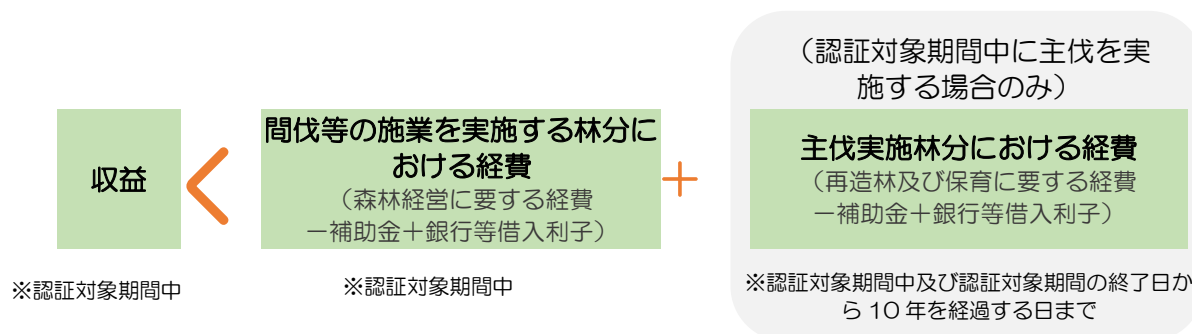 収益
※認証対象期間中
<
間伐等の施業を実施する林分に
おける経費
（森林経営に要する経費
－補助金＋銀行等借入利子）
※認証対象期間中
＋
（認証対象期間中に主伐を実
施する場合のみ）
主伐実施林分における経費
（再造林及び保育に要する経費
－補助金＋銀行等借入利子）
※認証対象期間中及び認証対象期間の終了日か
ら 10 年を経過する日まで